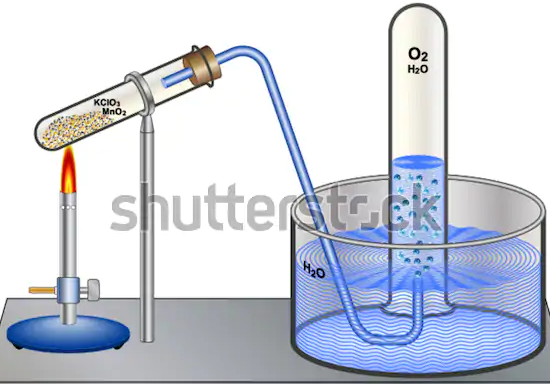 O₂
H₂O
KClO₃
MnO₂
shutterstock
H₂O